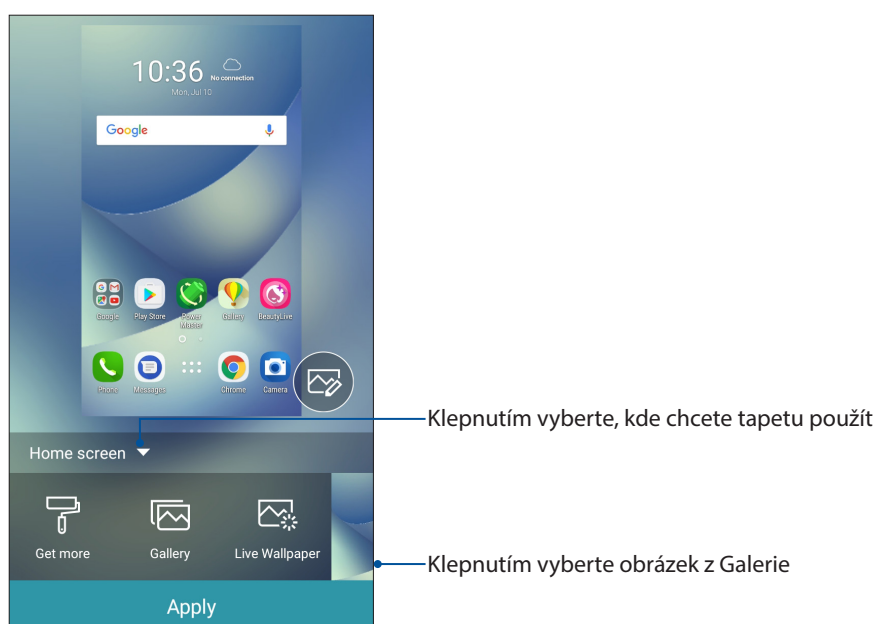 10:36
No connection
Mon, Jul 10
Google
Google
Play Store
Power Master
Gallery
BeautyLive
Phone
Messages
Chrome
Camera
Klepnutím vyberte, kde chcete tapetu použít
Home screen
Get more
Gallery
Live Wallpaper
Klepnutím vyberte obrázek z Galerie
Apply